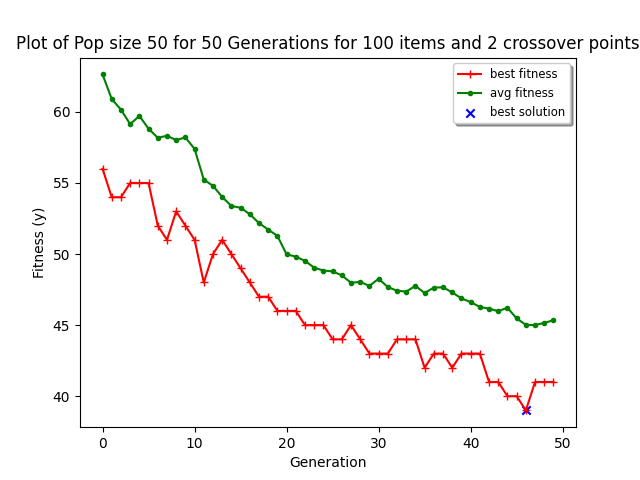 Plot of Pop size 50 for 50 Generations for 100 items and 2 crossover points
best fitness
avg fitness
best solution
Fitness (y)
60
55
50
45
40
0 10 20 30 40 50
Generation